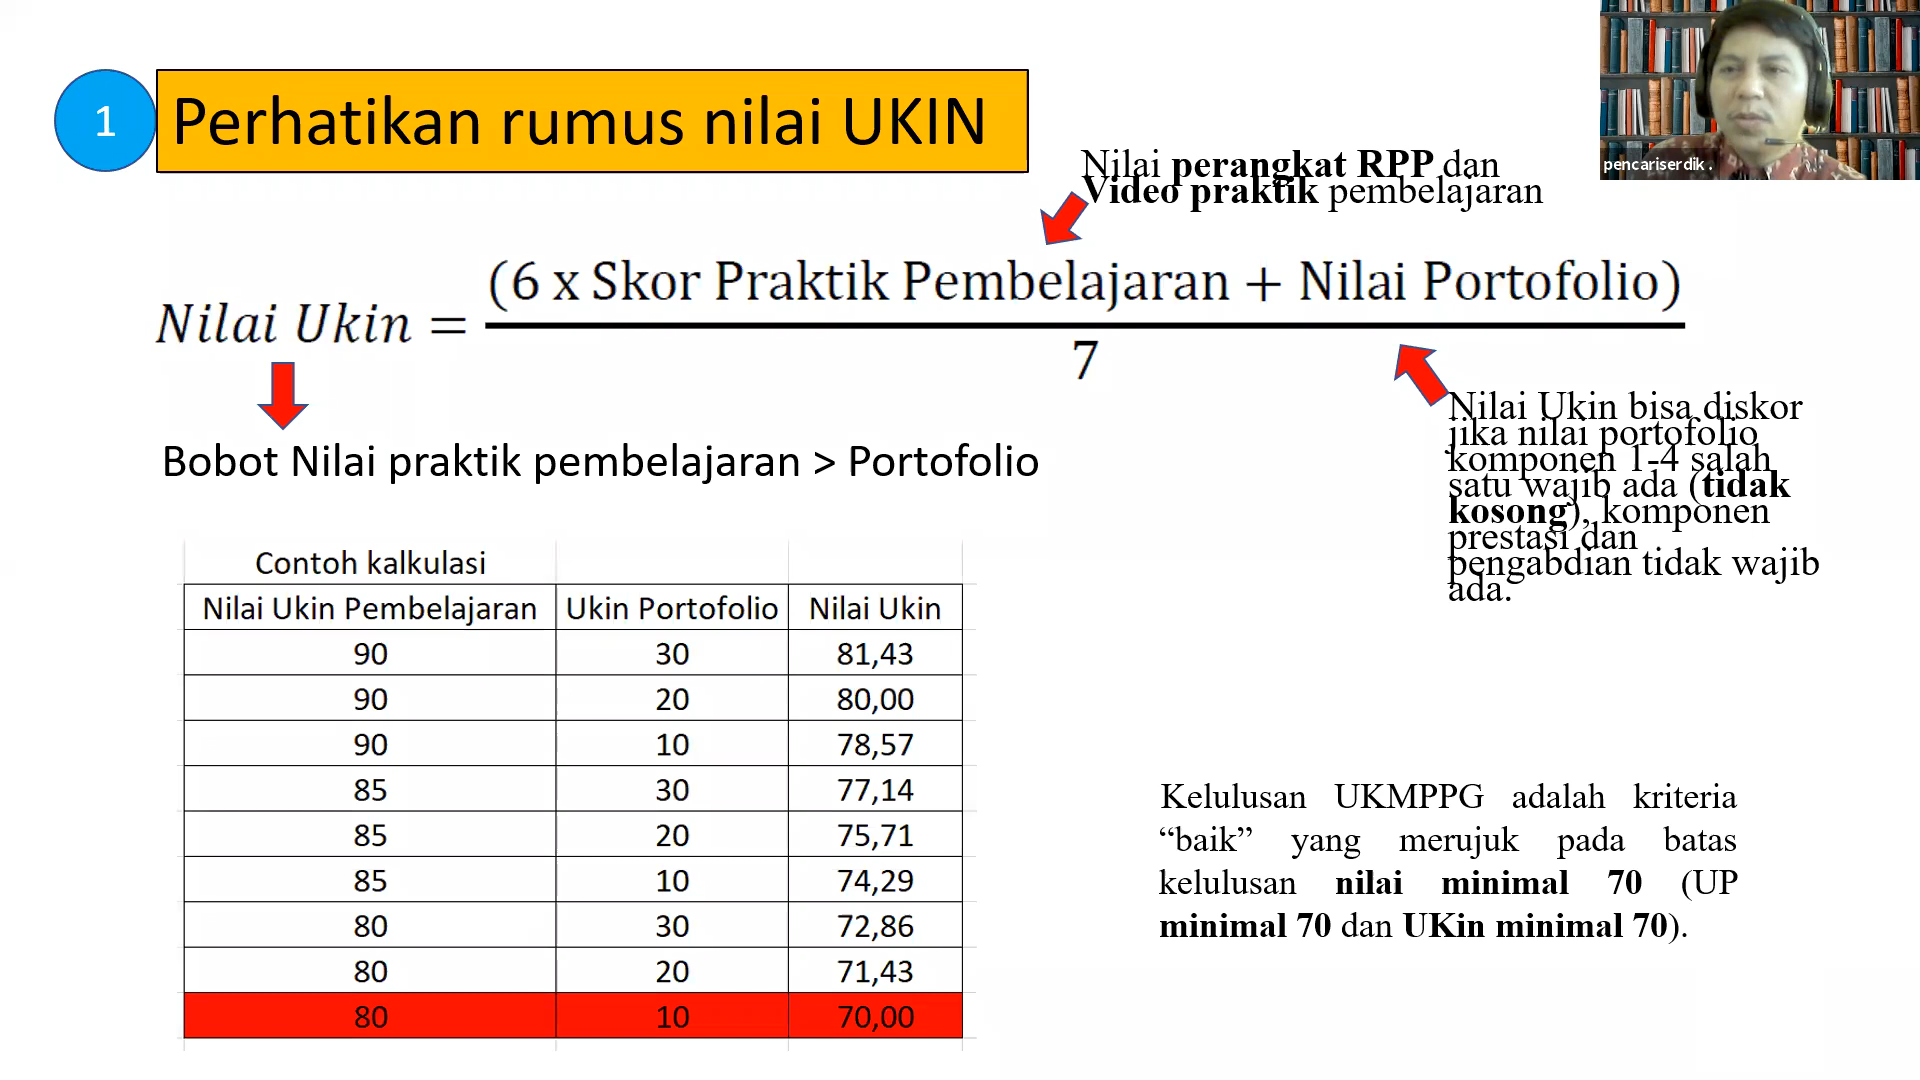 1
Perhatikan rumus nilai UKIN
pencariserdik .
Nilai perangkat RPP dan
Video praktik pembelajaran
Nilai Ukin = (6 x Skor Praktik Pembelajaran + Nilai Portofolio)
7
Bobot Nilai praktik pembelajaran > Portofolio
Nilai Ukin bisa diskor
jika nilai portofolio
komponen 1-4 salah
satu wajib ada (tidak
kosong), komponen
prestasi dan
pengabdian tidak wajib
ada.
Contoh kalkulasi
Nilai Ukin Pembelajaran Ukin Portofolio Nilai Ukin
90 30 81,43
90 20 80,00
90 10 78,57
85 30 77,14
85 20 75,71
85 10 74,29
80 30 72,86
80 20 71,43
80 10 70,00
Kelulusan UKMPPG adalah kriteria
“baik” yang merujuk pada batas
kelulusan nilai minimal 70 (UP
minimal 70 dan UKin minimal 70).